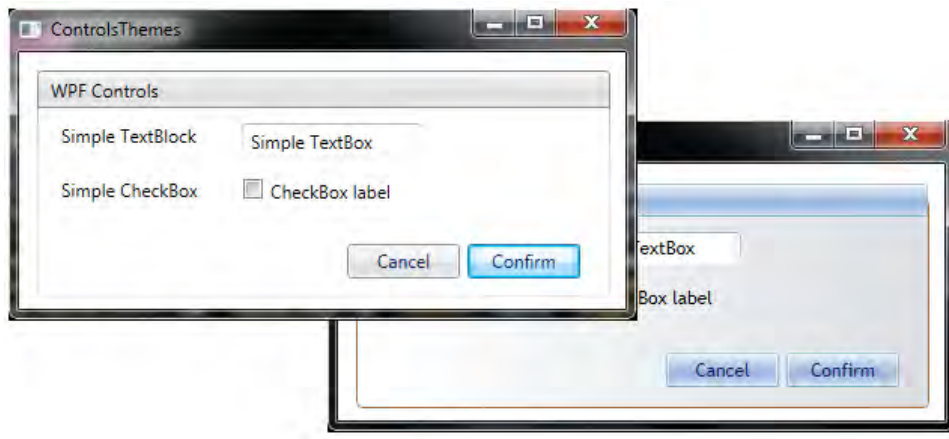 ControlsThemes
WPF Controls
Simple TextBlock
Simple TextBox
Simple CheckBox
CheckBox label
Cancel
Confirm
TextBox
Box label
Cancel
Confirm